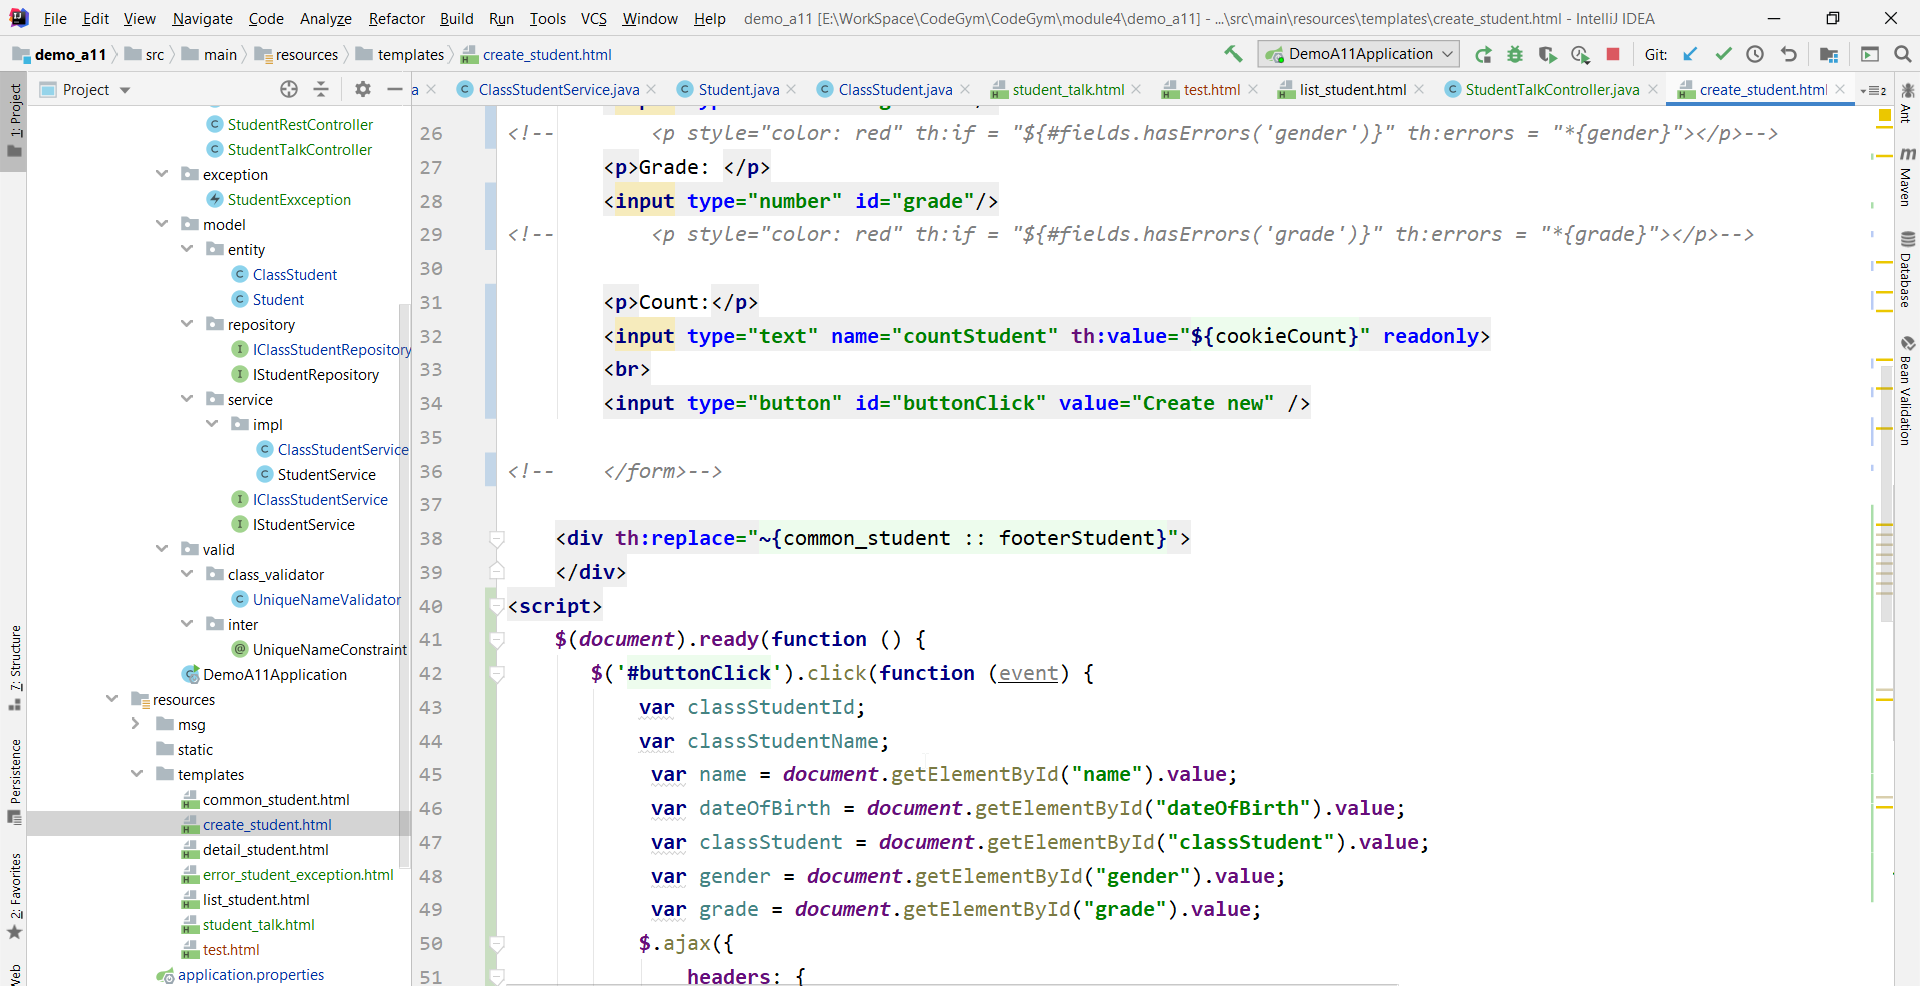 File Edit View Navigate Code Analyze Refactor Build Run Tools VCS Window Help demo_a11 [E:\WorkSpace\CodeGym\CodeGym\module4\demo_a11] - ...\src\main\resources\templates\create_student.html - IntelliJ IDEA
demo_a11 src main resources templates create_student.html DemoA11Application Git:
Project a ClassStudentService.java Student.java ClassStudent.java student_talk.html test.html list_student.html StudentTalkController.java create_student.html 2
1: Project
7: Structure
Persistence
2: Favorites
Web
StudentRestController
StudentTalkController
exception
StudentExxception
model
entity
ClassStudent
Student
repository
IClassStudentRepository
IStudentRepository
service
impl
ClassStudentService
StudentService
IClassStudentService
IStudentService
valid
class_validator
UniqueNameValidator
inter
UniqueNameConstraint
DemoA11Application
resources
msg
static
templates
common_student.html
create_student.html
detail_student.html
error_student_exception.html
list_student.html
student_talk.html
test.html
application.properties
26 <!--        <p style="color: red" th:if = "${#fields.hasErrors('gender')}" th:errors = "*{gender}"></p>-->
27         <p>Grade: </p>
28         <input type="number" id="grade"/>
29 <!--        <p style="color: red" th:if = "${#fields.hasErrors('grade')}" th:errors = "*{grade}"></p>-->
30
31         <p>Count:</p>
32         <input type="text" name="countStudent" th:value="${cookieCount}" readonly>
33         <br>
34         <input type="button" id="buttonClick" value="Create new" />
35
36 <!--    </form>-->
37
38     <div th:replace="~{common_student :: footerStudent}">
39     </div>
40 <script>
41     $(document).ready(function () {
42        $('#buttonClick').click(function (event) {
43            var classStudentId;
44            var classStudentName;
45             var name = document.getElementById("name").value;
46             var dateOfBirth = document.getElementById("dateOfBirth").value;
47             var classStudent = document.getElementById("classStudent").value;
48             var gender = document.getElementById("gender").value;
49             var grade = document.getElementById("grade").value;
50            $.ajax({
51                headers: {
Ant
Maven
Database
Bean Validation